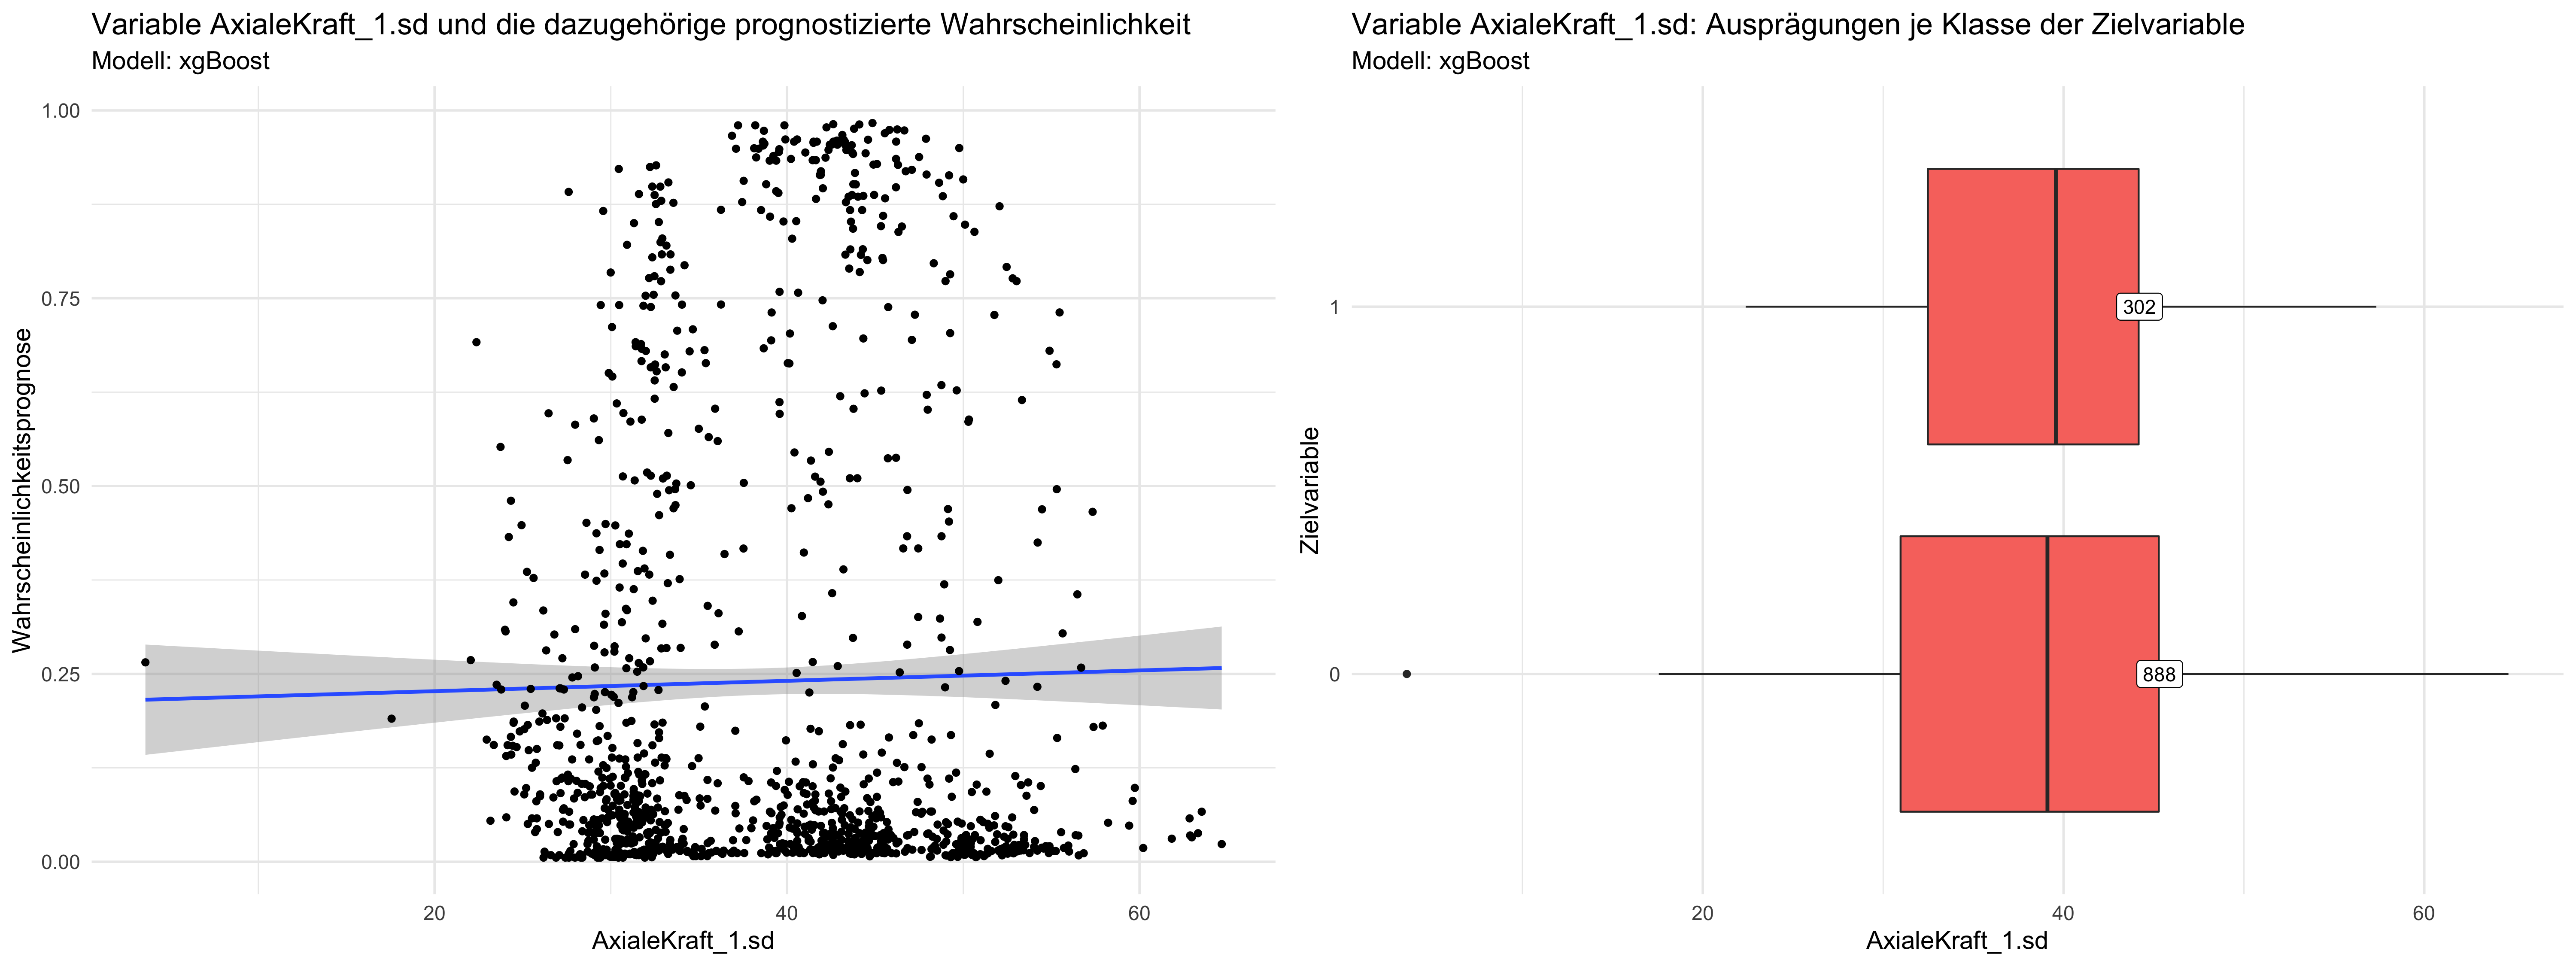 Variable AxialeKraft_1.sd und die dazugehörige prognostizierte Wahrscheinlichkeit
Modell: xgBoost
1.00
0.75
0.50
0.25
0.00
Wahrscheinlichkeitsprognose
20
40
60
AxialeKraft_1.sd
Variable AxialeKraft_1.sd: Ausprägungen je Klasse der Zielvariable
Modell: xgBoost
1
0
Zielvariable
302
888
20
40
60
AxialeKraft_1.sd